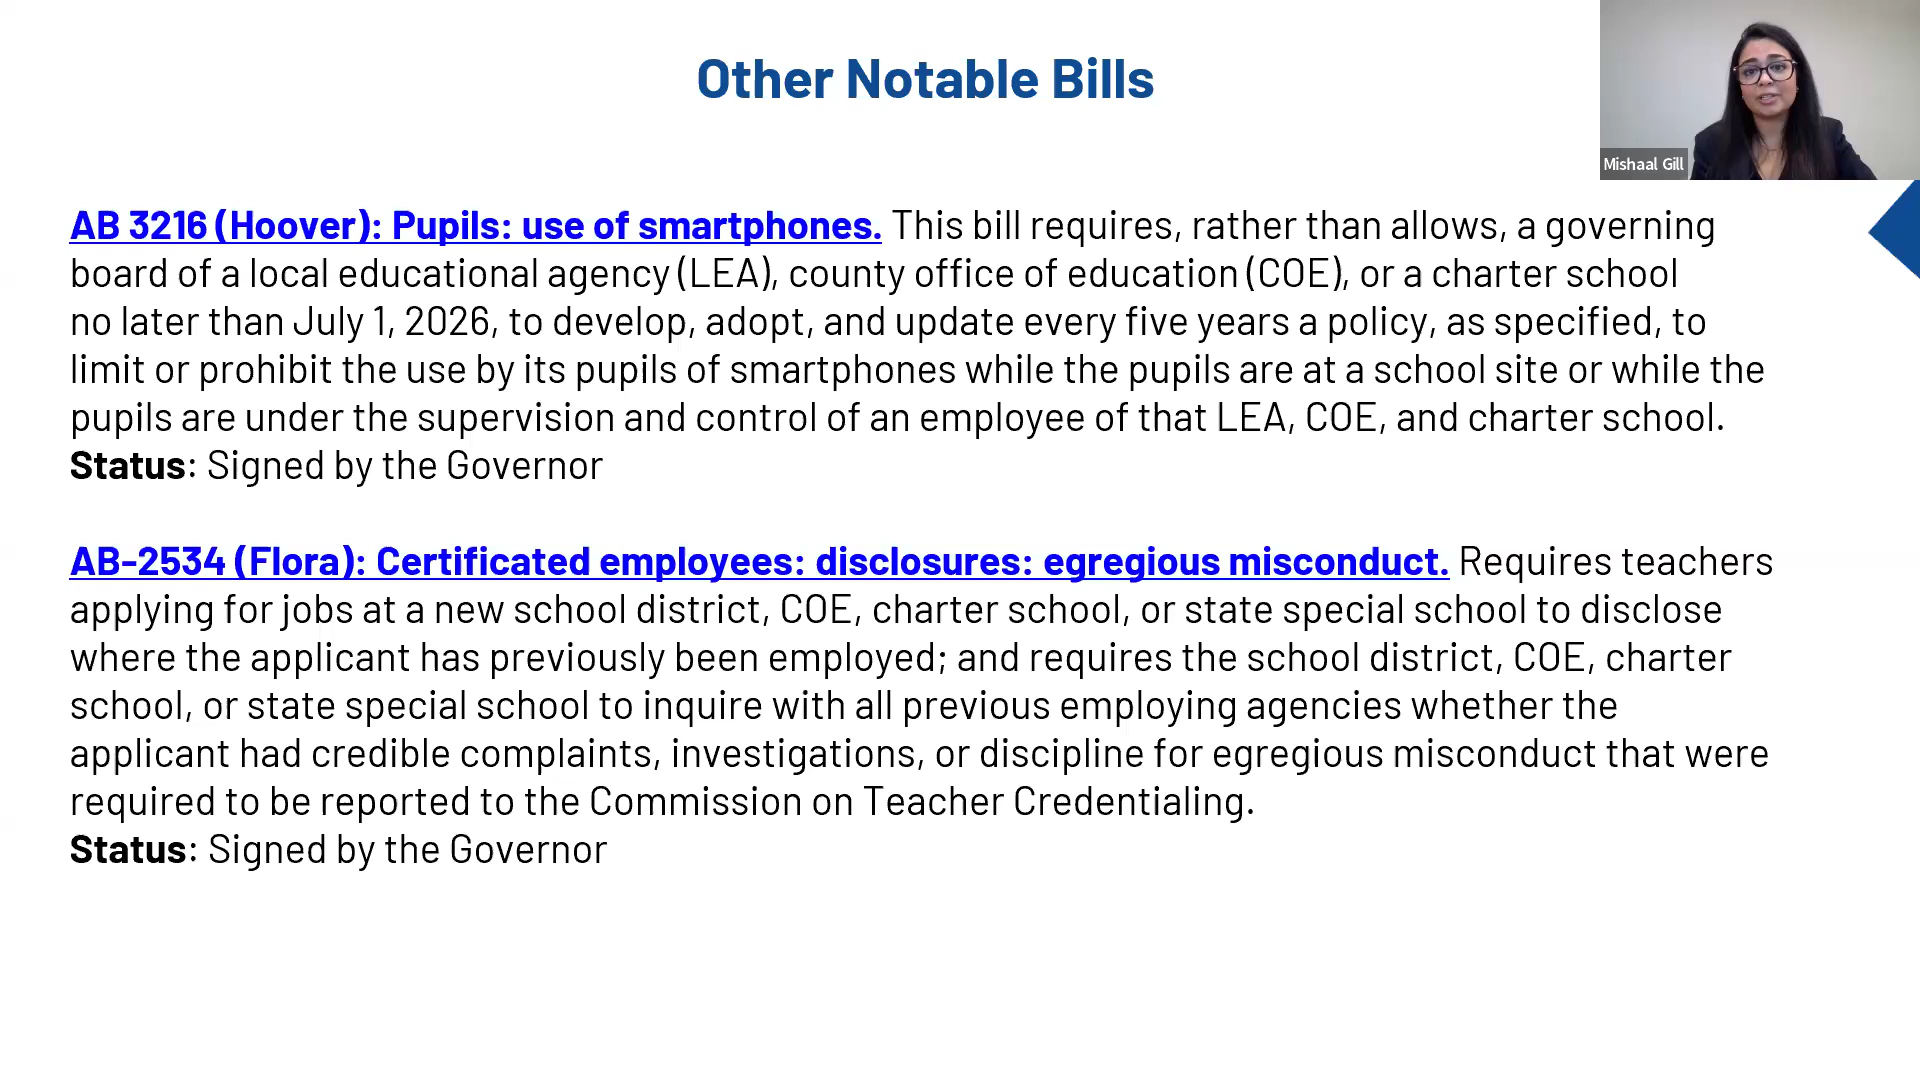 Other Notable Bills
Mishaal Gill
AB 3216 (Hoover): Pupils: use of smartphones. This bill requires, rather than allows, a governing
board of a local educational agency (LEA), county office of education (COE), or a charter school
no later than July 1, 2026, to develop, adopt, and update every five years a policy, as specified, to
limit or prohibit the use by its pupils of smartphones while the pupils are at a school site or while the
pupils are under the supervision and control of an employee of that LEA, COE, and charter school.
Status: Signed by the Governor
AB-2534 (Flora): Certificated employees: disclosures: egregious misconduct. Requires teachers
applying for jobs at a new school district, COE, charter school, or state special school to disclose
where the applicant has previously been employed; and requires the school district, COE, charter
school, or state special school to inquire with all previous employing agencies whether the
applicant had credible complaints, investigations, or discipline for egregious misconduct that were
required to be reported to the Commission on Teacher Credentialing.
Status: Signed by the Governor